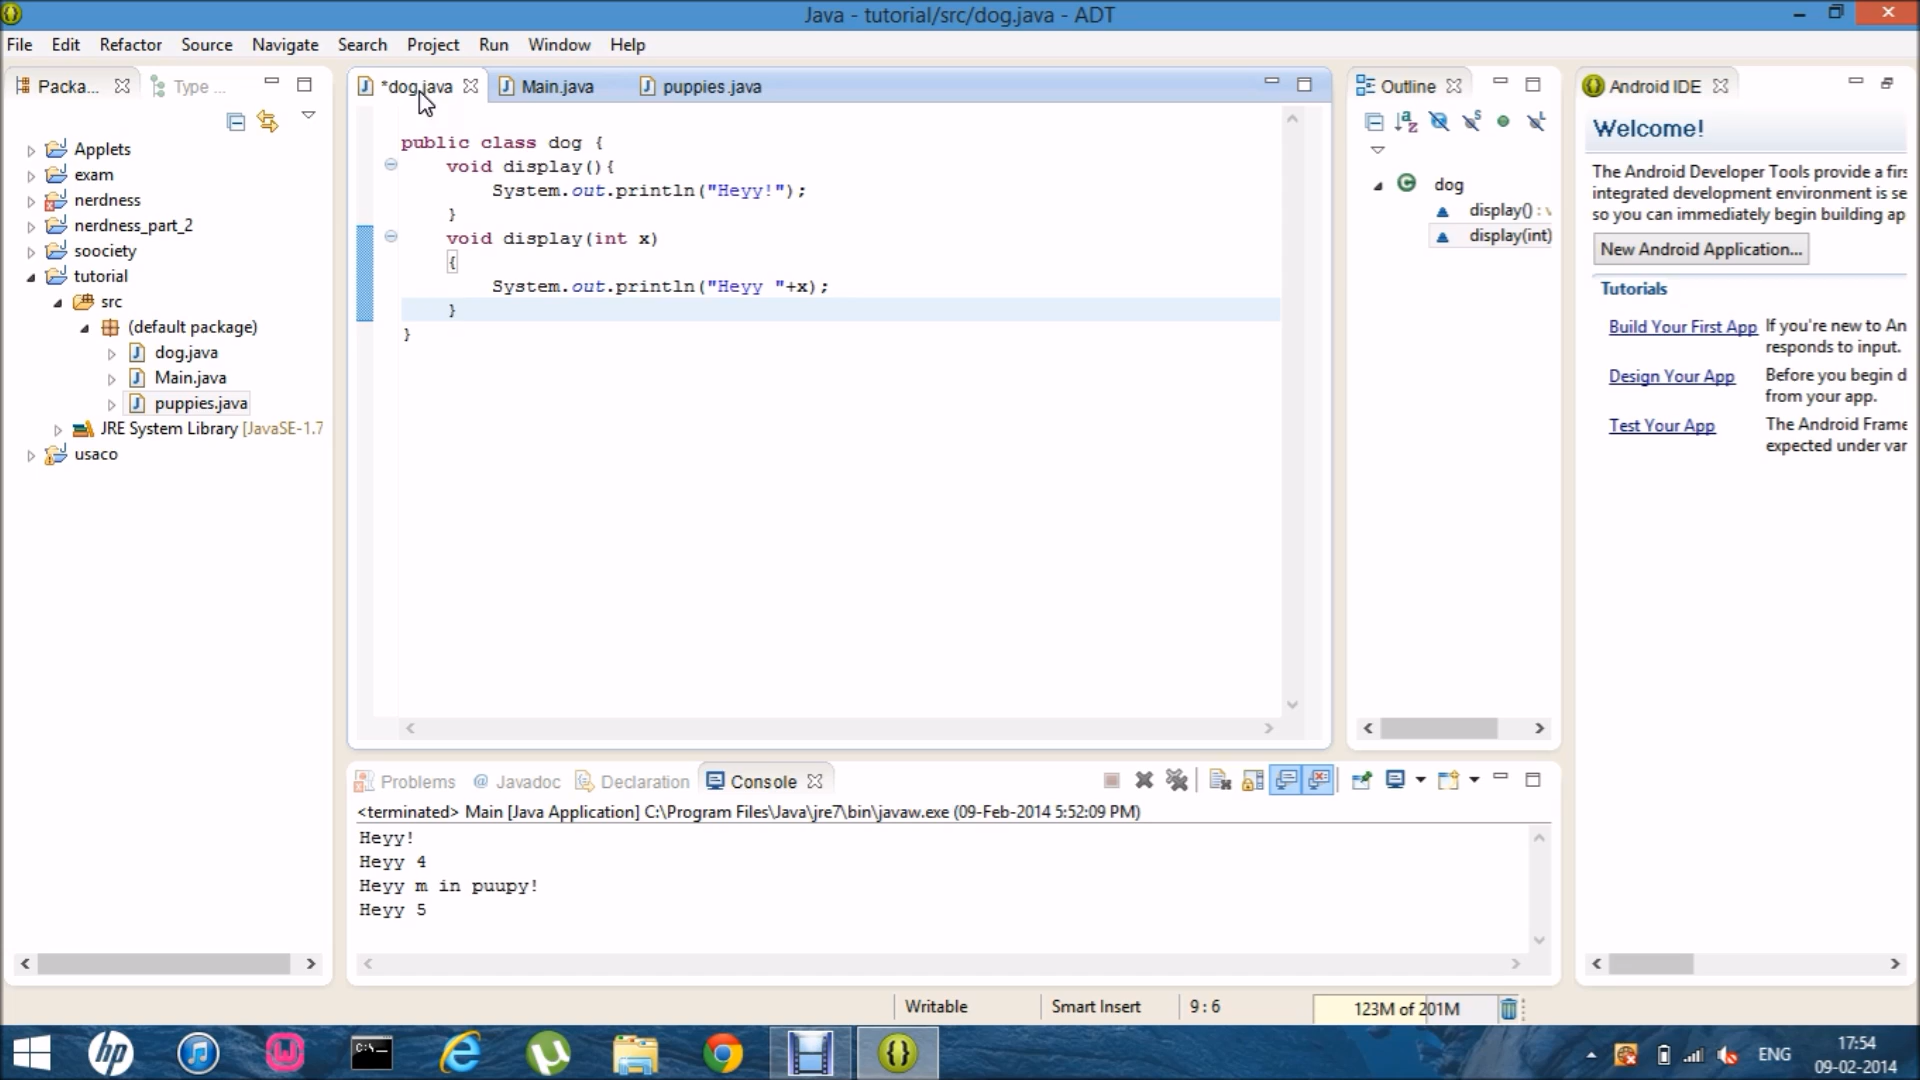 Java - tutorial/src/dog.java - ADT
File Edit Refactor Source Navigate Search Project Run Window Help
Packa... Type ...
Applets
exam
nerdness
nerdness_part_2
soociety
tutorial
src
(default package)
dog.java
Main.java
puppies.java
JRE System Library [JavaSE-1.7
usaco
*dog.java Main.java puppies.java
public class dog {
void display(){
System.out.println("Heyy!");
}
void display(int x)
{
System.out.println("Heyy "+x);
}
}
Outline
dog
display() :
display(int)
Android IDE
Welcome!
The Android Developer Tools provide a firs
integrated development environment is se
so you can immediately begin building ap
New Android Application...
Tutorials
Build Your First App If you're new to An
responds to input.
Design Your App Before you begin d
from your app.
Test Your App The Android Frame
expected under var
Problems @ Javadoc Declaration Console
<terminated> Main [Java Application] C:\Program Files\Java\jre7\bin\javaw.exe (09-Feb-2014 5:52:09 PM)
Heyy!
Heyy 4
Heyy m in puupy!
Heyy 5
Writable Smart Insert 9 : 6 123M of 201M
hp
C:\
ENG
17:54
09-02-2014